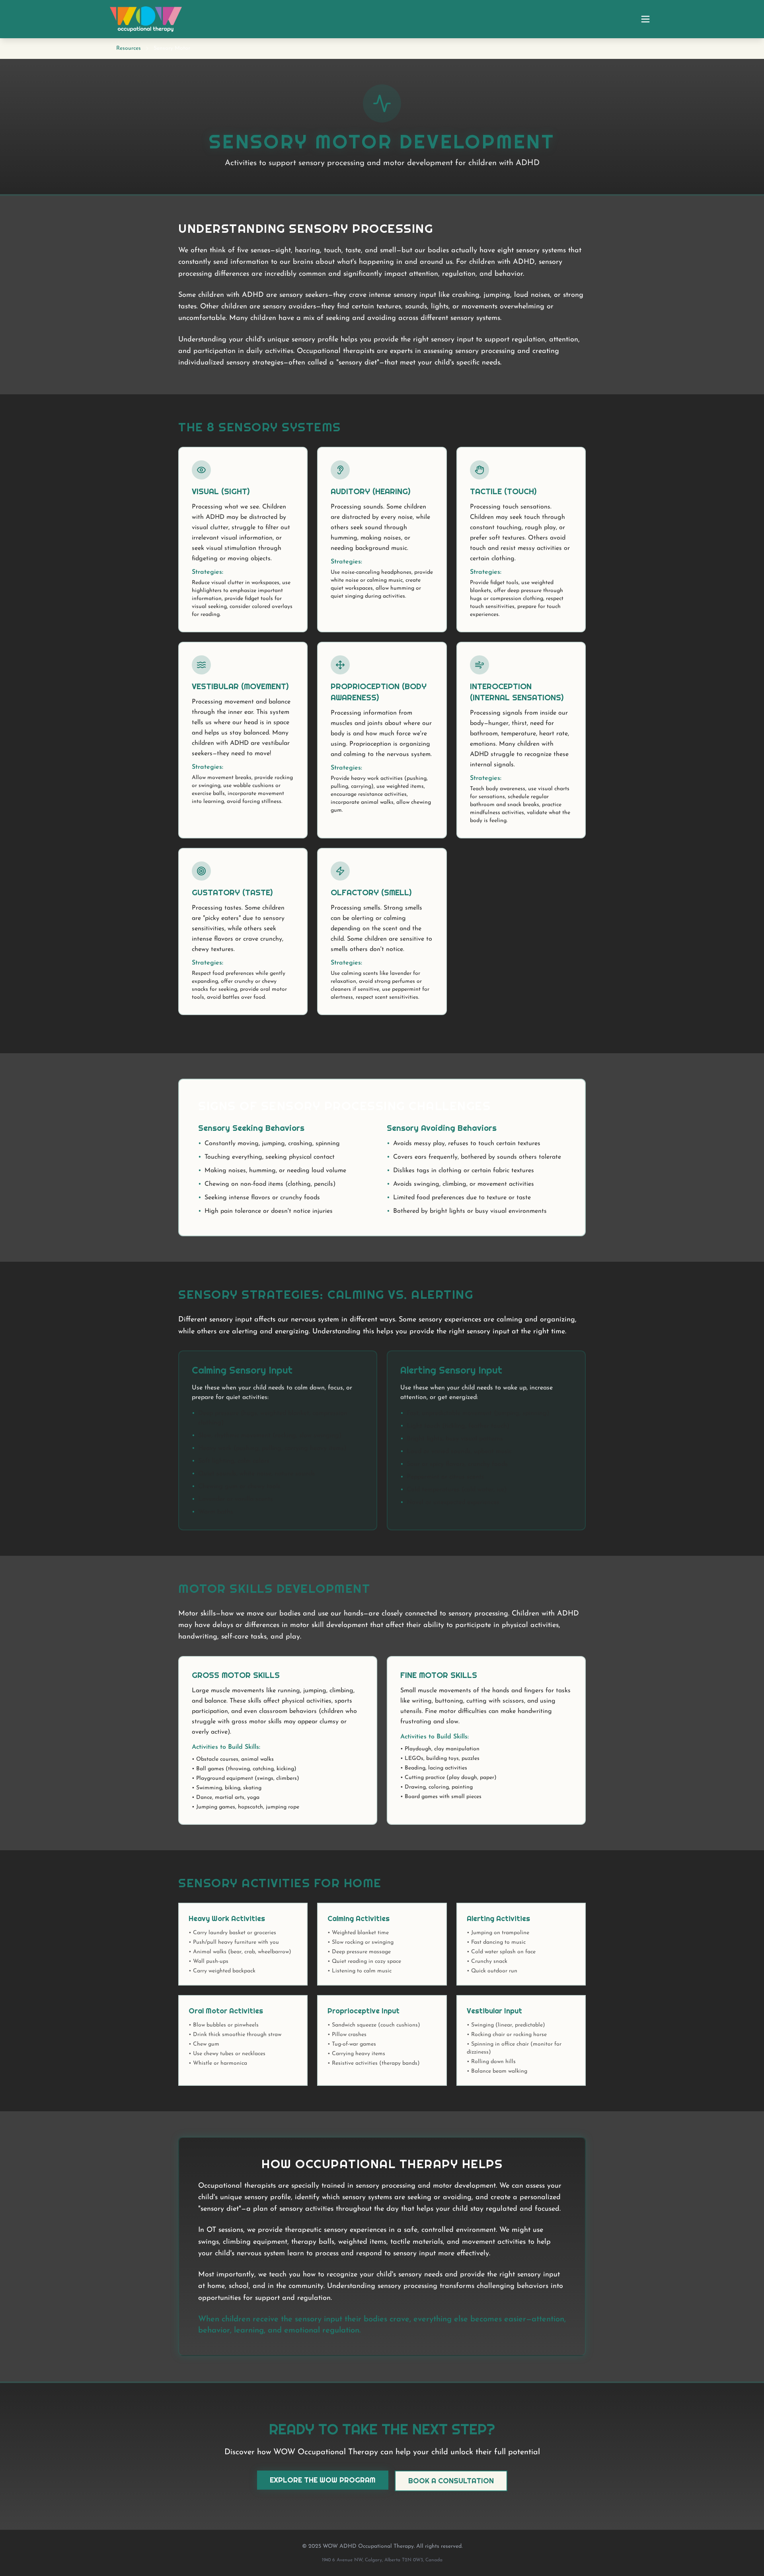 WOW
occupational therapy
Resources
SENSORY MOTOR DEVELOPMENT
Activities to support sensory processing and motor development for children with ADHD
UNDERSTANDING SENSORY PROCESSING
We often think of five senses—sight, hearing, touch, taste, and smell—but our bodies actually have eight sensory systems that
constantly send information to our brains about what's happening in and around us. For children with ADHD, sensory
processing differences are incredibly common and significantly impact attention, regulation, and behavior.
Some children with ADHD are sensory seekers—they crave intense sensory input like crashing, jumping, loud noises, or strong
tastes. Other children are sensory avoiders—they find certain textures, sounds, lights, or movements overwhelming or
uncomfortable. Many children have a mix of seeking and avoiding across different sensory systems.
Understanding your child's unique sensory profile helps you provide the right sensory input to support regulation, attention,
and participation in daily activities. Occupational therapists are experts in assessing sensory processing and creating
individualized sensory strategies—often called a "sensory diet"—that meet your child's specific needs.
THE 8 SENSORY SYSTEMS
VISUAL (SIGHT)
Processing what we see. Children
with ADHD may be distracted by
visual clutter, struggle to filter out
irrelevant visual information, or
seek visual stimulation through
fidgeting or moving objects.
Strategies:
Reduce visual clutter in workspaces, use
highlighters to emphasize important
information, provide fidget tools for
visual seeking, consider colored overlays
for reading.
AUDITORY (HEARING)
Processing sounds. Some children
are distracted by every noise, while
others seek sound through
humming, making noises, or
needing background music.
Strategies:
Use noise-canceling headphones, provide
white noise or calming music, create
quiet workspaces, allow humming or
quiet singing during activities.
TACTILE (TOUCH)
Processing touch sensations.
Children may seek touch through
constant touching, rough play, or
prefer soft textures. Others avoid
touch and resist messy activities or
certain clothing.
Strategies:
Provide fidget tools, use weighted
blankets, offer deep pressure through
hugs or compression clothing, respect
touch sensitivities, prepare for touch
experiences.
VESTIBULAR (MOVEMENT)
Processing movement and balance
through the inner ear. This system
tells us where our head is in space
and helps us stay balanced. Many
children with ADHD are vestibular
seekers—they need to move!
Strategies:
Allow movement breaks, provide rocking
or swinging, use wobble cushions or
exercise balls, incorporate movement
into learning, avoid forcing stillness.
PROPRIOCEPTION (BODY
AWARENESS)
Processing information from
muscles and joints about where our
body is and how much force we're
using. Proprioception is organizing
and calming to the nervous system.
Strategies:
Provide heavy work activities (pushing,
pulling, carrying), use weighted items,
encourage resistance activities,
incorporate animal walks, allow chewing
gum.
INTEROCEPTION
(INTERNAL SENSATIONS)
Processing signals from inside our
body—hunger, thirst, need for
bathroom, temperature, heart rate,
emotions. Many children with
ADHD struggle to recognize these
internal signals.
Strategies:
Teach body awareness, use visual charts
for sensations, schedule regular
bathroom and snack breaks, practice
mindfulness activities, validate what the
body is feeling.
GUSTATORY (TASTE)
Processing tastes. Some children
are "picky eaters" due to sensory
sensitivities, while others seek
intense flavors or crave crunchy,
chewy textures.
Strategies:
Respect food preferences while gently
expanding, offer crunchy or chewy
snacks for seeking, provide oral motor
tools, avoid battles over food.
OLFACTORY (SMELL)
Processing smells. Strong smells
can be alerting or calming
depending on the scent and the
child. Some children are sensitive to
smells others don't notice.
Strategies:
Use calming scents like lavender for
relaxation, avoid strong perfumes or
cleaners if sensitive, use peppermint for
alertness, respect scent sensitivities.
Sensory Seeking Behaviors
• Constantly moving, jumping, crashing, spinning
• Touching everything, seeking physical contact
• Making noises, humming, or needing loud volume
• Chewing on non-food items (clothing, pencils)
• Seeking intense flavors or crunchy foods
• High pain tolerance or doesn't notice injuries
Sensory Avoiding Behaviors
• Avoids messy play, refuses to touch certain textures
• Covers ears frequently, bothered by sounds others tolerate
• Dislikes tags in clothing or certain fabric textures
• Avoids swinging, climbing, or movement activities
• Limited food preferences due to texture or taste
• Bothered by bright lights or busy visual environments
SENSORY STRATEGIES: CALMING VS. ALERTING
Different sensory input affects our nervous system in different ways. Some sensory experiences are calming and organizing,
while others are alerting and energizing. Understanding this helps you provide the right sensory input at the right time.
Calming Sensory Input
Use these when your child needs to calm down, focus, or
prepare for quiet activities:
Alerting Sensory Input
Use these when your child needs to wake up, increase
attention, or get energized:
MOTOR SKILLS DEVELOPMENT
Motor skills—how we move our bodies and use our hands—are closely connected to sensory processing. Children with ADHD
may have delays or differences in motor skill development that affect their ability to participate in physical activities,
handwriting, self-care tasks, and play.
GROSS MOTOR SKILLS
Large muscle movements like running, jumping, climbing,
and balance. These skills affect physical activities, sports
participation, and even classroom behaviors (children who
struggle with gross motor skills may appear clumsy or
overly active).
Activities to Build Skills:
• Obstacle courses, animal walks
• Ball games (throwing, catching, kicking)
• Playground equipment (swings, climbers)
• Swimming, biking, skating
• Dance, martial arts, yoga
• Jumping games, hopscotch, jumping rope
FINE MOTOR SKILLS
Small muscle movements of the hands and fingers for tasks
like writing, buttoning, cutting with scissors, and using
utensils. Fine motor difficulties can make handwriting
frustrating and slow.
Activities to Build Skills:
• Playdough, clay manipulation
• LEGOs, building toys, puzzles
• Beading, lacing activities
• Cutting practice (play dough, paper)
• Drawing, coloring, painting
• Board games with small pieces
SENSORY ACTIVITIES FOR HOME
Heavy Work Activities
• Carry laundry basket or groceries
• Push/pull heavy furniture with you
• Animal walks (bear, crab, wheelbarrow)
• Wall push-ups
• Carry weighted backpack
Calming Activities
• Weighted blanket time
• Slow rocking or swinging
• Deep pressure massage
• Quiet reading in cozy space
• Listening to calm music
Alerting Activities
• Jumping on trampoline
• Fast dancing to music
• Cold water splash on face
• Crunchy snack
• Quick outdoor run
Oral Motor Activities
• Blow bubbles or pinwheels
• Drink thick smoothie through straw
• Chew gum
• Use chewy tubes or necklaces
• Whistle or harmonica
Proprioceptive Input
• Sandwich squeeze (couch cushions)
• Pillow crashes
• Tug-of-war games
• Carrying heavy items
• Resistive activities (therapy bands)
Vestibular Input
• Swinging (linear, predictable)
• Rocking chair or rocking horse
• Spinning in office chair (monitor for
dizziness)
• Rolling down hills
• Balance beam walking
HOW OCCUPATIONAL THERAPY HELPS
Occupational therapists are specially trained in sensory processing and motor development. We can assess your
child's unique sensory profile, identify which sensory systems are seeking or avoiding, and create a personalized
"sensory diet"—a plan of sensory activities throughout the day that helps your child stay regulated and focused.
In OT sessions, we provide therapeutic sensory experiences in a safe, controlled environment. We might use
swings, climbing equipment, therapy balls, weighted items, tactile materials, and movement activities to help
your child's nervous system learn to process and respond to sensory input more effectively.
Most importantly, we teach you how to recognize your child's sensory needs and provide the right sensory input
at home, school, and in the community. Understanding sensory processing transforms challenging behaviors into
opportunities for support and regulation.
When children receive the sensory input their bodies crave, everything else becomes easier—attention,
behavior, learning, and emotional regulation.
READY TO TAKE THE NEXT STEP?
Discover how WOW Occupational Therapy can help your child unlock their full potential
EXPLORE THE WOW PROGRAM
BOOK A CONSULTATION
© 2025 WOW ADHD Occupational Therapy. All rights reserved.